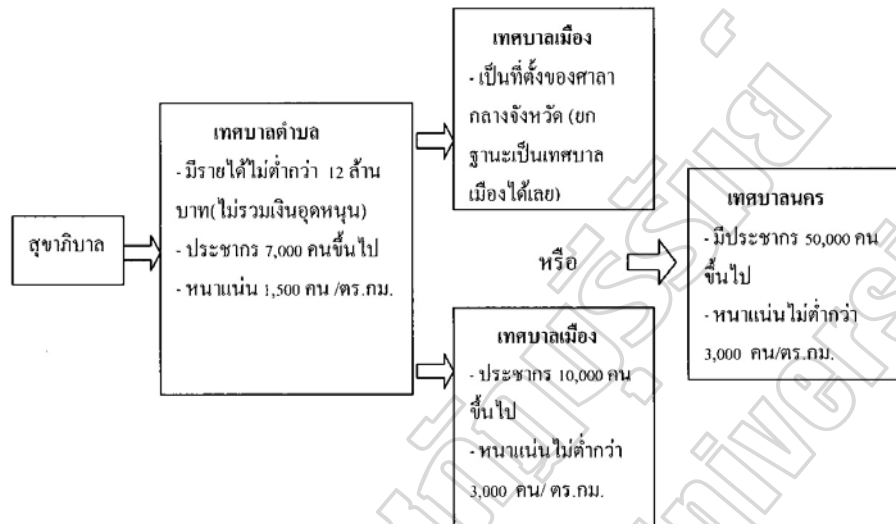 สุขาภิบาล
เทศบาลตำบล
- มีรายได้ไม่ต่ำกว่า 12 ล้าน
บาท(ไม่รวมเงินอุดหนุน)
- ประชากร 7,000 คนขึ้นไป
- หนาแน่น 1,500 คน /ตร.กม.
เทศบาลเมือง
- เป็นที่ตั้งของศาลา
กลางจังหวัด (ยก
ฐานะเป็นเทศบาล
เมืองได้เลย)
หรือ
เทศบาลเมือง
- ประชากร 10,000 คน
ขึ้นไป
- หนาแน่นไม่ต่ำกว่า
3,000 คน/ ตร.กม.
เทศบาลนคร
- มีประชากร 50,000 คน
ขึ้นไป
- หนาแน่นไม่ต่ำกว่า
3,000 คน/ตร.กม.